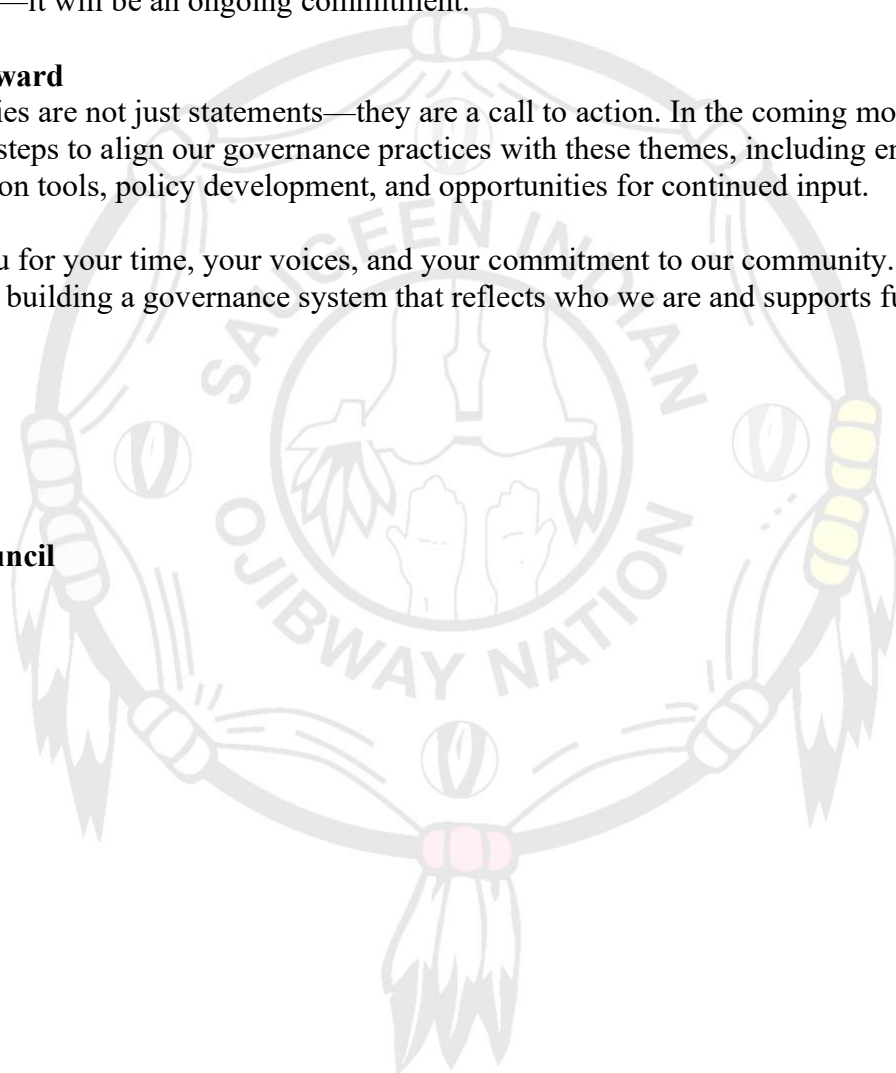 —it will be an ongoing commitment.
ward
ies are not just statements—they are a call to action. In the coming mo
steps to align our governance practices with these themes, including en
on tools, policy development, and opportunities for continued input.
u for your time, your voices, and your commitment to our community.
building a governance system that reflects who we are and supports fu
SAUGEEN INDIAN
OJIBWAY NATION
uncil